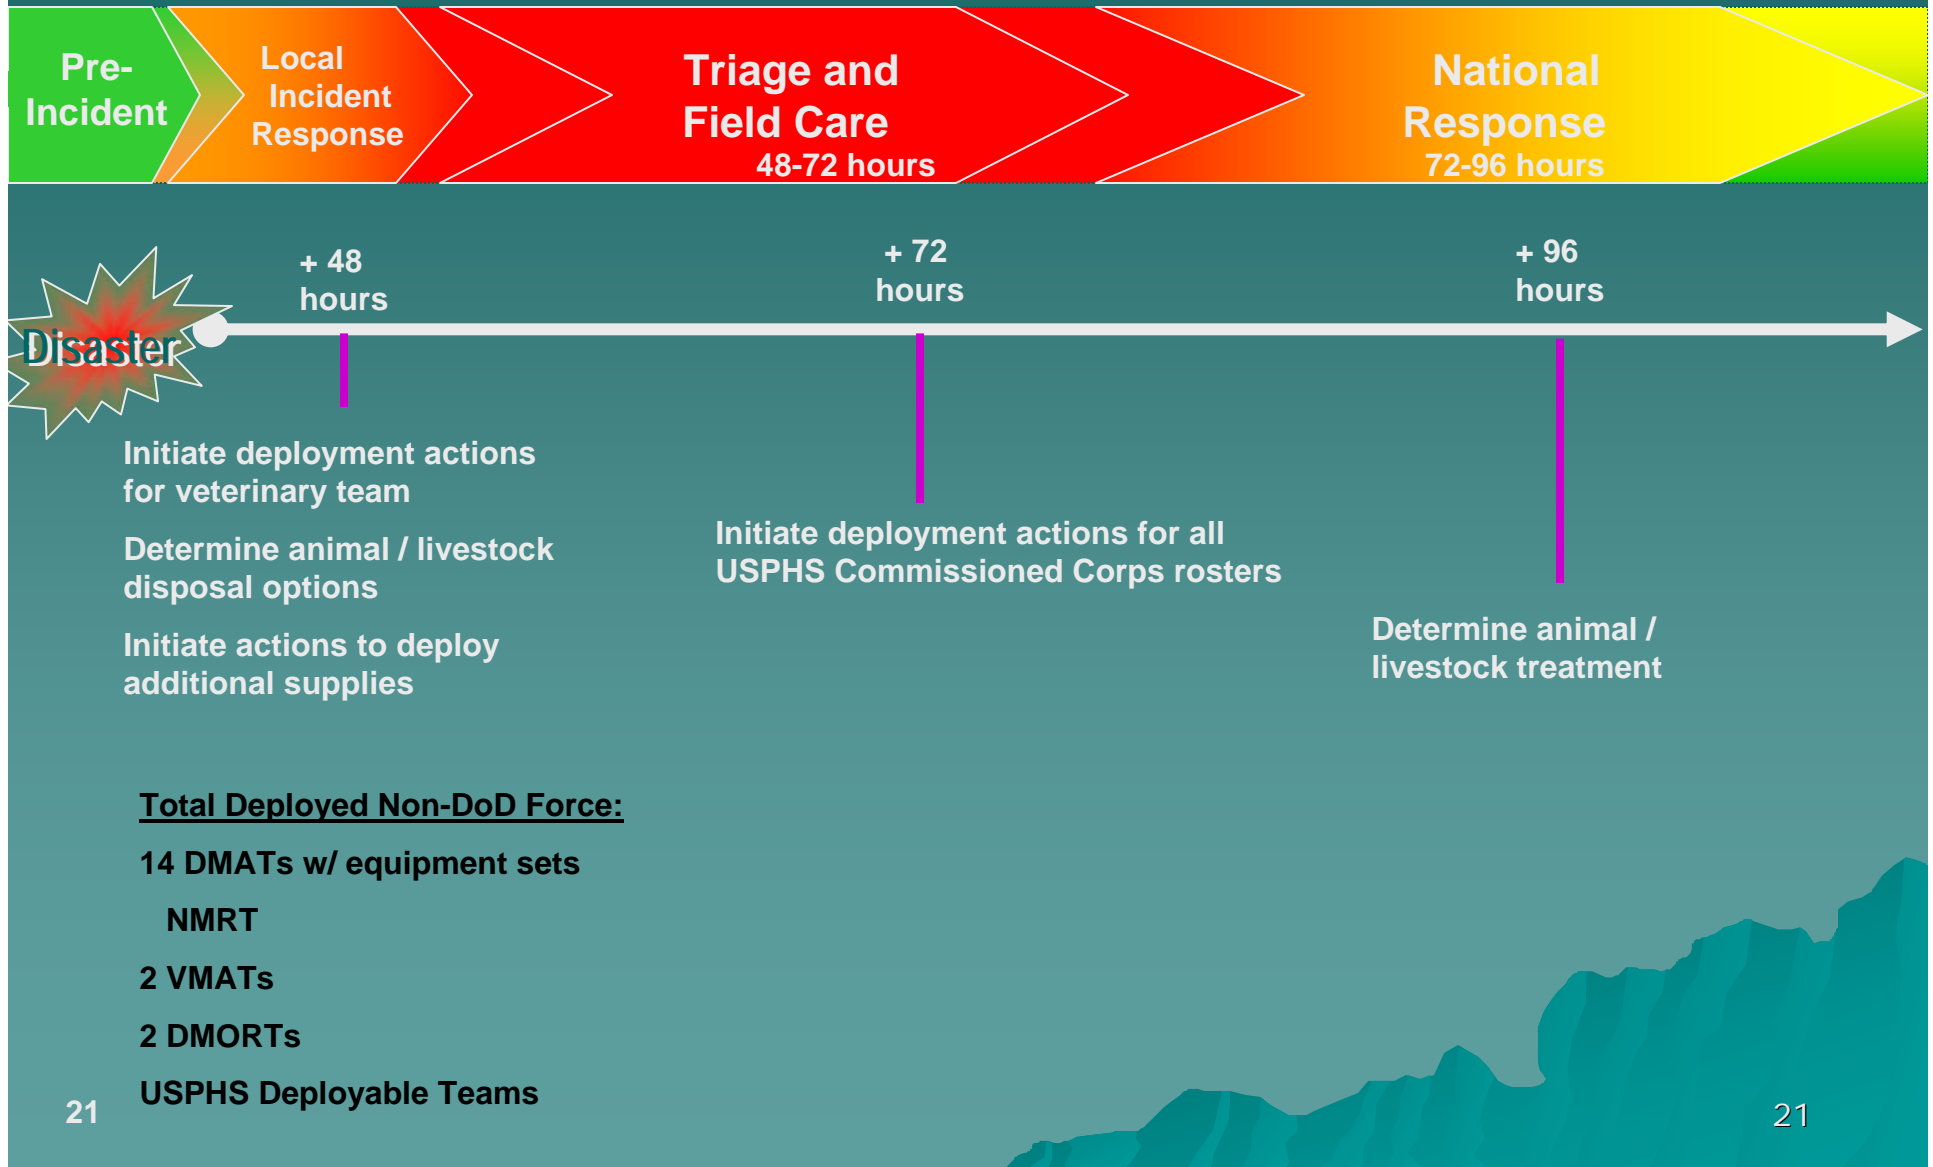 Pre-
Incident
Local
Incident
Response
Triage and
Field Care
48-72 hours
National
Response
72-96 hours
+ 48
hours
+ 72
hours
+ 96
hours
Disaster
Initiate deployment actions
for veterinary team
Determine animal / livestock
disposal options
Initiate actions to deploy
additional supplies
Initiate deployment actions for all
USPHS Commissioned Corps rosters
Determine animal /
livestock treatment
Total Deployed Non-DoD Force:
14 DMATs w/ equipment sets
NMRT
2 VMATs
2 DMORTs
USPHS Deployable Teams
21
21